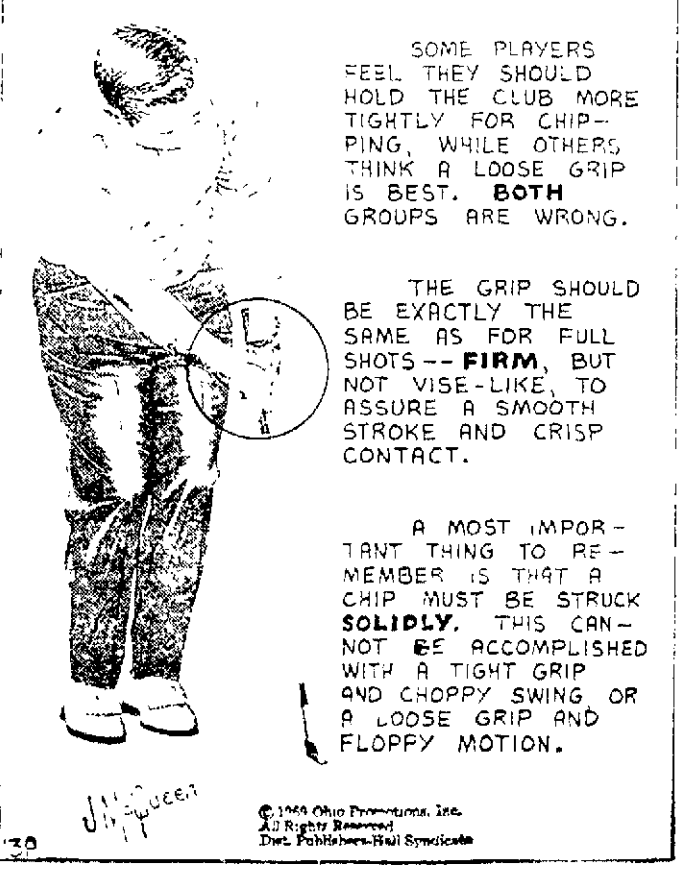 SOME PLAYERS
FEEL THEY SHOULD
HOLD THE CLUB MORE
TIGHTLY FOR CHIP-
PING, WHILE OTHERS
THINK A LOOSE GRIP
IS BEST. BOTH
GROUPS ARE WRONG.
THE GRIP SHOULD
BE EXACTLY THE
SAME AS FOR FULL
SHOTS -- FIRM, BUT
NOT VISE-LIKE, TO
ASSURE A SMOOTH
STROKE AND CRISP
CONTACT.
A MOST IMPOR-
TANT THING TO RE-
MEMBER IS THAT A
CHIP MUST BE STRUCK
SOLIDLY. THIS CAN-
NOT BE ACCOMPLISHED
WITH A TIGHT GRIP
AND CHOPPY SWING OR
A LOOSE GRIP AND
FLOPPY MOTION.
J McQueen
© 1969 Ohio Promotions, Inc.
All Rights Reserved
Dist. Publishers-Hall Syndicate